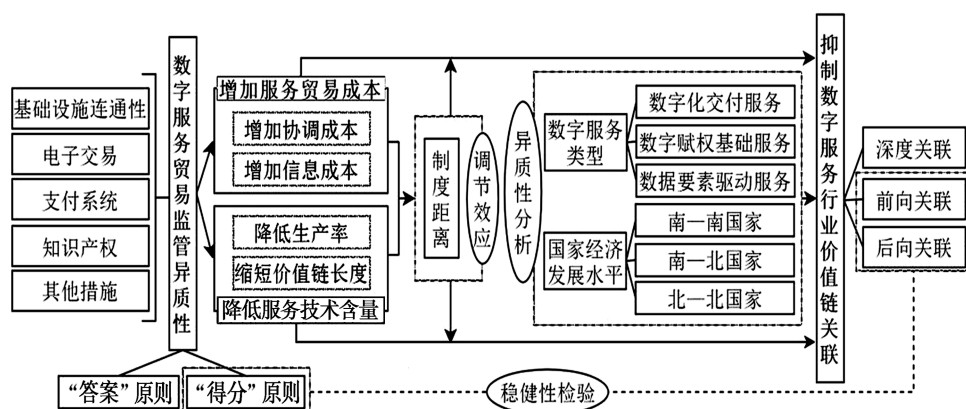 基础设施连通性
电子交易
支付系统
知识产权
其他措施
数字服务贸易监管异质性
“答案”原则
“得分”原则
增加服务贸易成本
增加协调成本
增加信息成本
降低生产率
缩短价值链长度
降低服务技术含量
制度距离
调节效应
异质性分析
数字服务
类型
数字化交付服务
数字赋权基础服务
数据要素驱动服务
国家经济
发展水平
南—南国家
南—北国家
北—北国家
抑制数字服务行业价值链关联
深度关联
前向关联
后向关联
稳健性检验